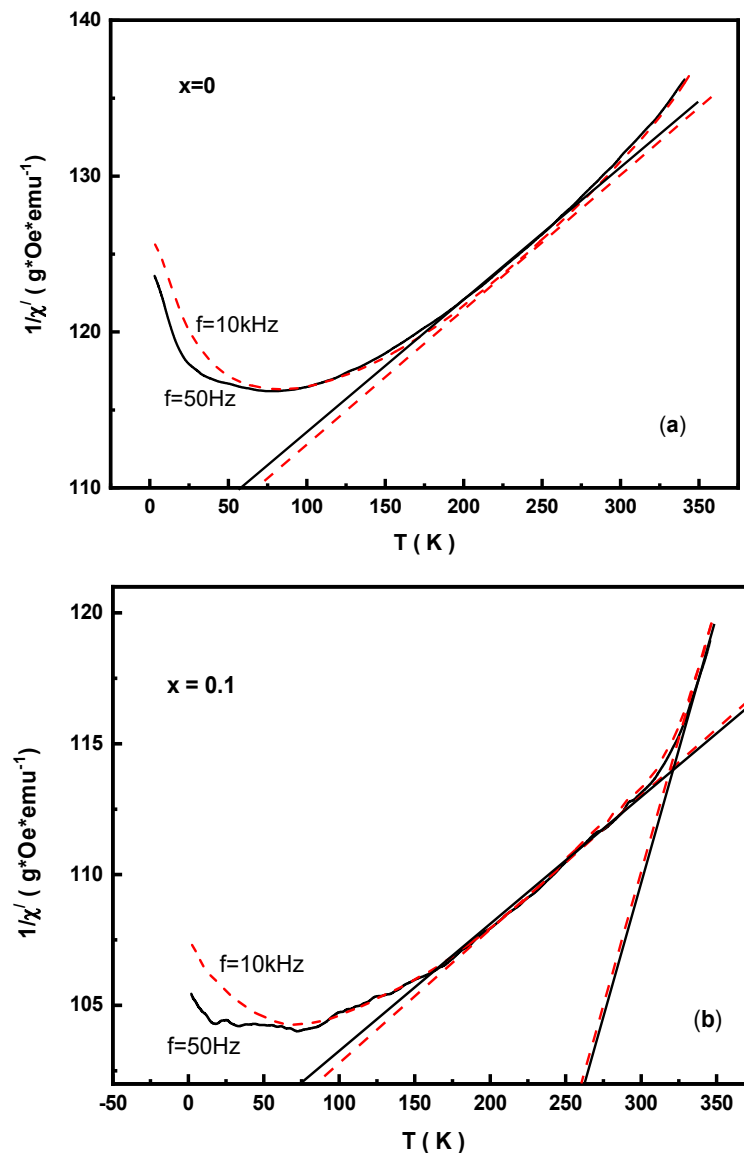 140
x=0
130
1/χ/ ( g*Oe*emu-1)
f=10kHz
120
f=50Hz
(a)
110
0 50 100 150 200 250 300 350
T ( K )
120
x = 0.1
115
1/χ/ ( g*Oe*emu-1)
110
f=10kHz
105
f=50Hz
(b)
-50 0 50 100 150 200 250 300 350
T ( K )